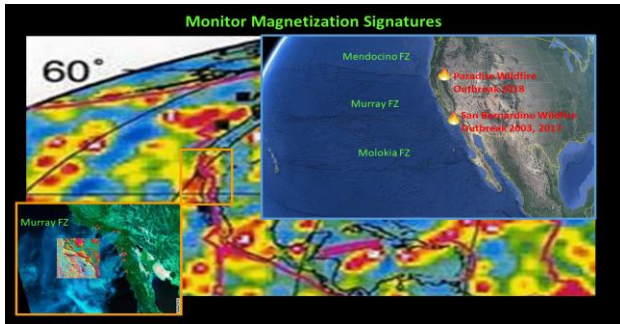 Monitor Magnetization Signatures
60°
Mendocino FZ
Paradise Wildfire
Outbreak 2018
Murray FZ
San Bernardino Wildfire
Outbreak 2003, 2017
Molokia FZ
Murray FZ